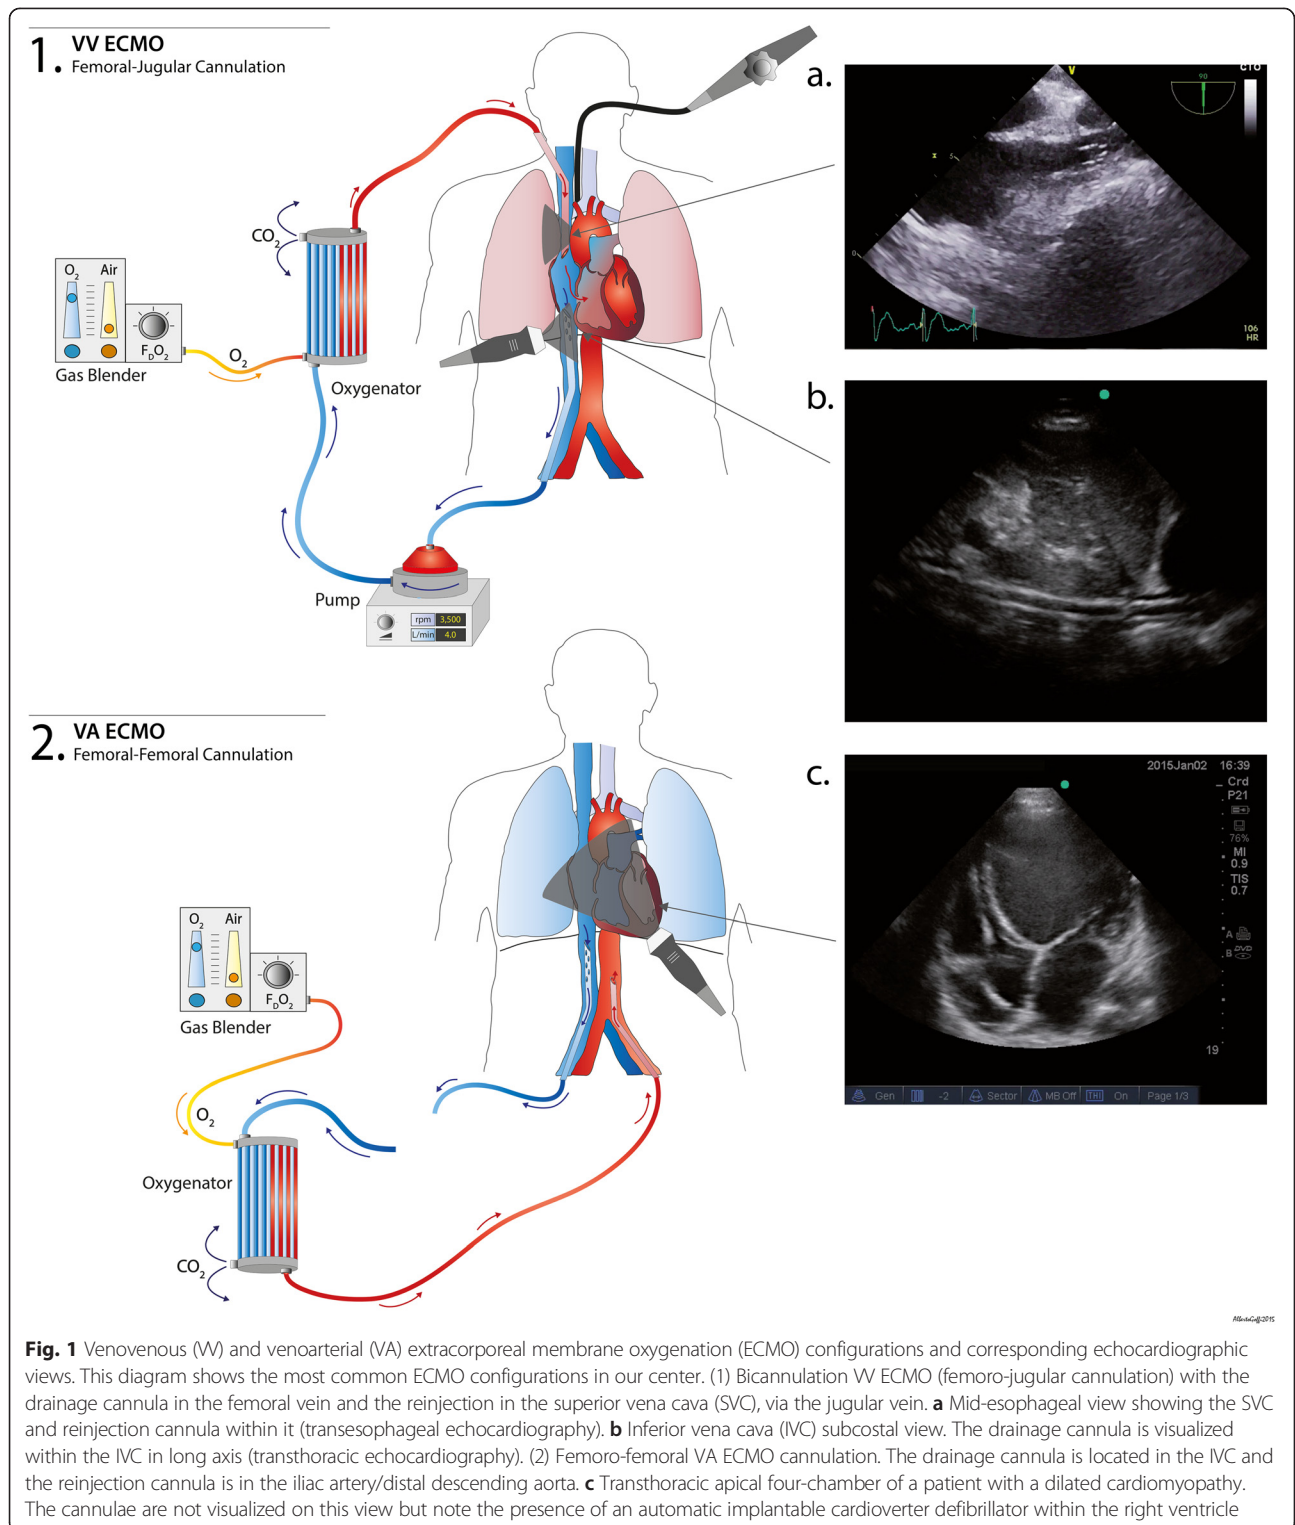 1. VV ECMO
Femoral-Jugular Cannulation
CO2
O2 Air
FDO2
Gas Blender
O2
Oxygenator
Pump
rpm 3,500
L/min 4.0
a.
V
CTO
90
5
0
106
HR
b.
2. VA ECMO
Femoral-Femoral Cannulation
O2 Air
FDO2
Gas Blender
O2
Oxygenator
CO2
c.
2015Jan02 16:39
Crd
P21
76%
MI
0.9
TIS
0.7
A
B DVD
19
Gen -2 Sector MB Off THI On Page 1/3
AlbertoGoffi2015
Fig. 1 Venovenous (VV) and venoarterial (VA) extracorporeal membrane oxygenation (ECMO) configurations and corresponding echocardiographic
views. This diagram shows the most common ECMO configurations in our center. (1) Bicannulation VV ECMO (femoro-jugular cannulation) with the
drainage cannula in the femoral vein and the reinjection in the superior vena cava (SVC), via the jugular vein. a Mid-esophageal view showing the SVC
and reinjection cannula within it (transesophageal echocardiography). b Inferior vena cava (IVC) subcostal view. The drainage cannula is visualized
within the IVC in long axis (transthoracic echocardiography). (2) Femoro-femoral VA ECMO cannulation. The drainage cannula is located in the IVC and
the reinjection cannula is in the iliac artery/distal descending aorta. c Transthoracic apical four-chamber of a patient with a dilated cardiomyopathy.
The cannulae are not visualized on this view but note the presence of an automatic implantable cardioverter defibrillator within the right ventricle